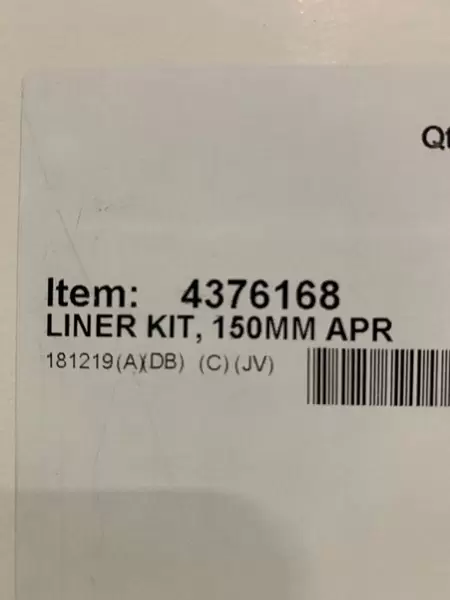 Item: 4376168
LINER KIT, 150MM APR
181219(A)(DB) (C)(JV)